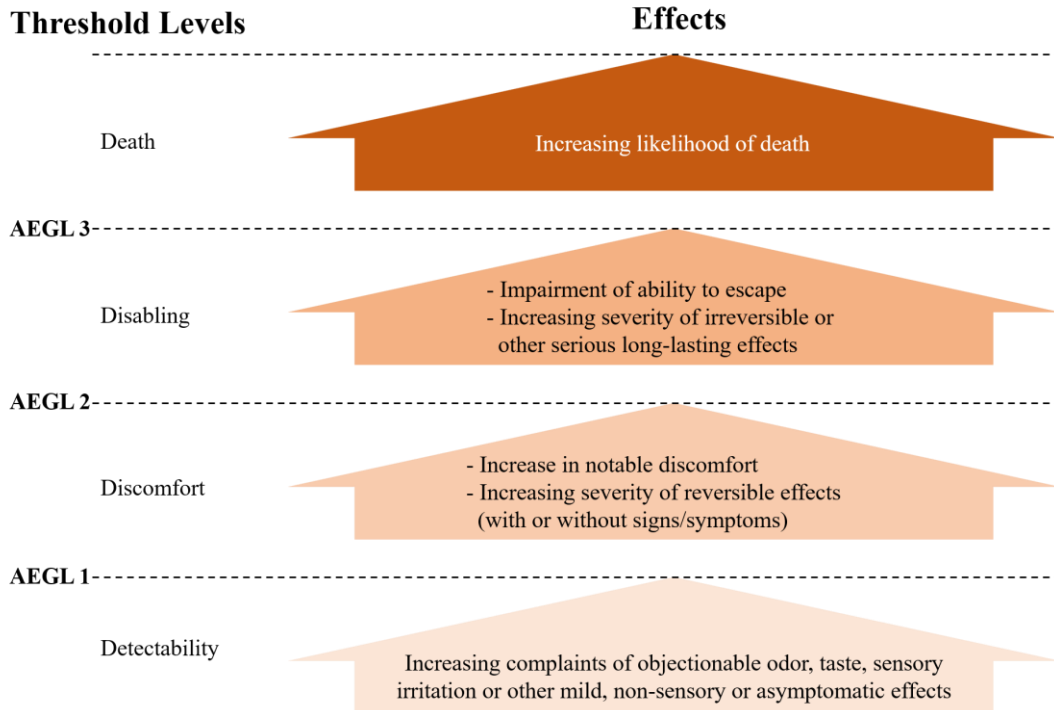 Threshold Levels
Effects
Death
Increasing likelihood of death
AEGL 3
Disabling
- Impairment of ability to escape
- Increasing severity of irreversible or
other serious long-lasting effects
AEGL 2
Discomfort
- Increase in notable discomfort
- Increasing severity of reversible effects
(with or without signs/symptoms)
AEGL 1
Detectability
Increasing complaints of objectionable odor, taste, sensory
irritation or other mild, non-sensory or asymptomatic effects